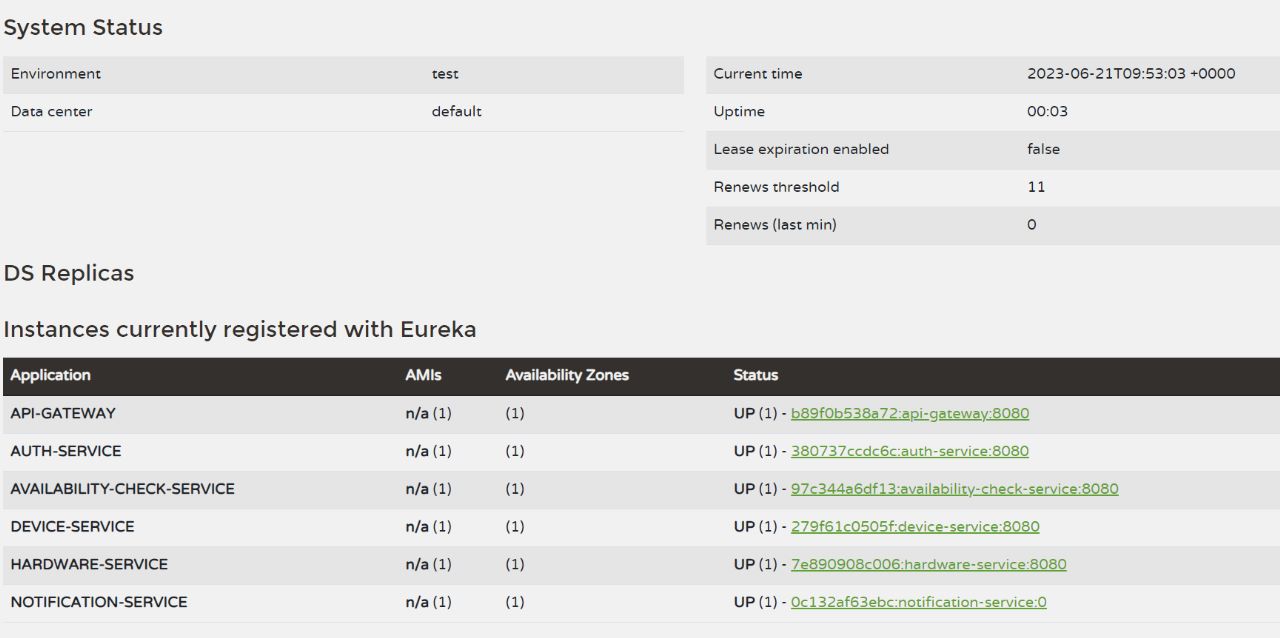 System Status
Environment test
Data center default
Current time 2023-06-21T09:53:03 +0000
Uptime 00:03
Lease expiration enabled false
Renews threshold 11
Renews (last min) 0
DS Replicas
Instances currently registered with Eureka
Application AMIs Availability Zones Status
API-GATEWAY n/a (1) (1) UP (1) - b89f0b538a72:api-gateway:8080
AUTH-SERVICE n/a (1) (1) UP (1) - 380737ccdc6c:auth-service:8080
AVAILABILITY-CHECK-SERVICE n/a (1) (1) UP (1) - 97c344a6df13:availability-check-service:8080
DEVICE-SERVICE n/a (1) (1) UP (1) - 279f61c0505f:device-service:8080
HARDWARE-SERVICE n/a (1) (1) UP (1) - 7e890908c006:hardware-service:8080
NOTIFICATION-SERVICE n/a (1) (1) UP (1) - 0c132af63ebc:notification-service:0